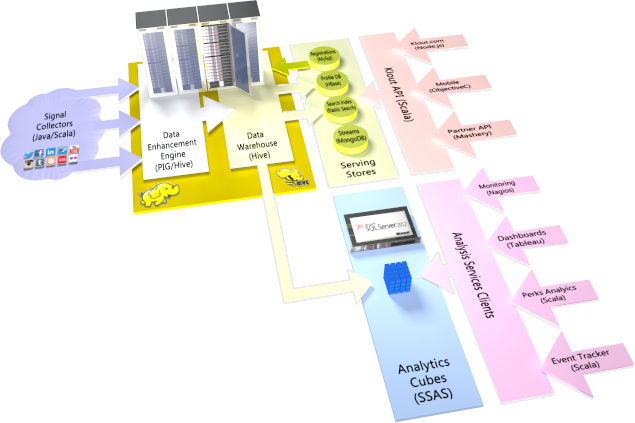 Signal
Collectors
(Java/Scala)
Data
Enhancement
Engine
(PIG/Hive)
Data
Warehouse
(Hive)
Registrations
(MySql)
Profile DB
(HBase)
Search Index
(Elastic Search)
Streams
(MongoDB)
Serving
Stores
Klout API (Scala)
Klout.com
(Node.js)
Mobile
(ObjectiveC)
Partner API
(Mashery)
SQL Server
Microsoft
Analytics
Cubes
(SSAS)
Analysis Services Clients
Monitoring
(Nagios)
Dashboards
(Tableau)
Perks Analyics
(Scala)
Event Tracker
(Scala)